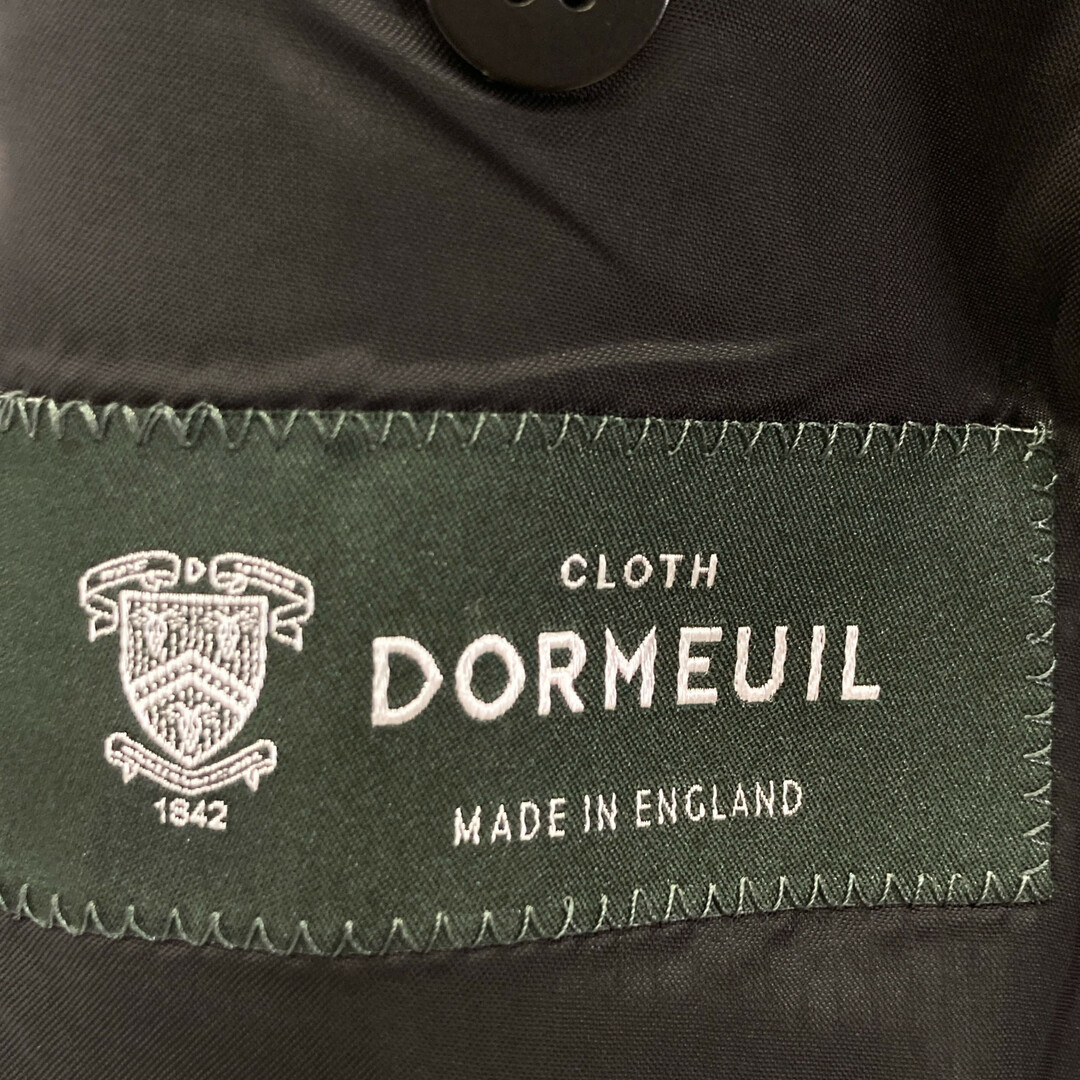 D
1842
CLOTH
DORMEUIL
MADE IN ENGLAND